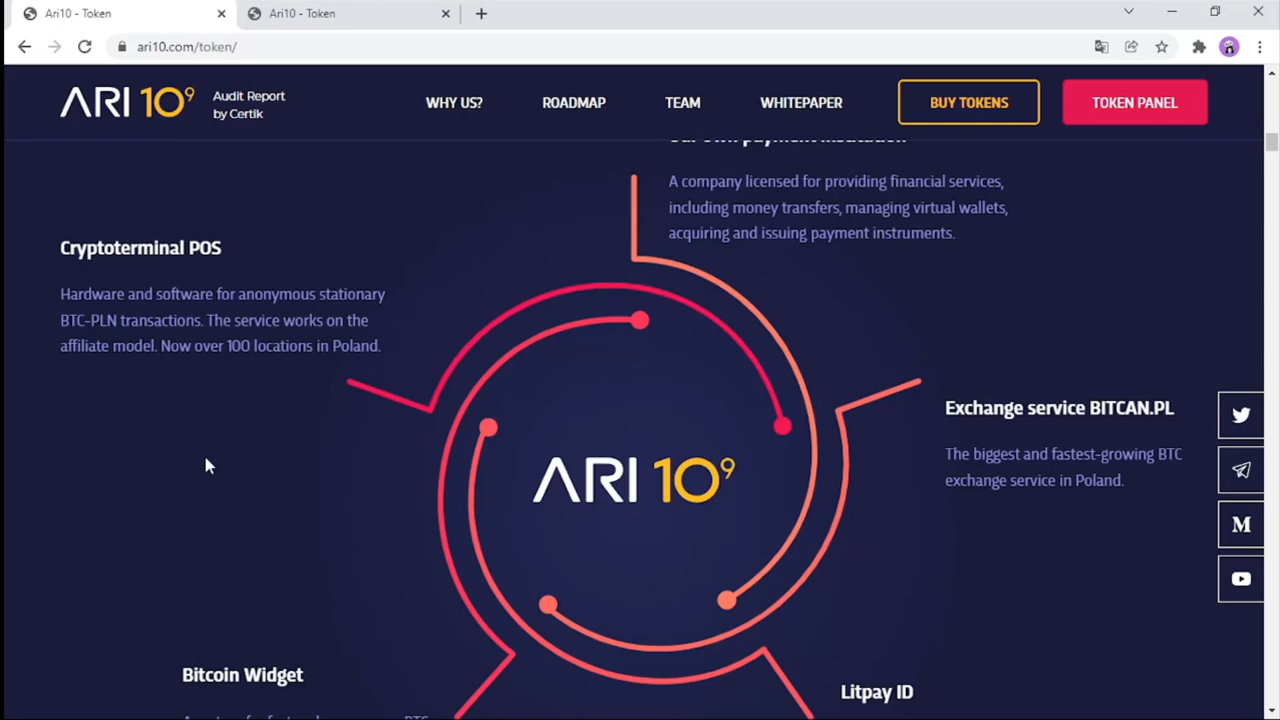 Ari10 - Token
Ari10 - Token
ari10.com/token/
ARI 10⁹
Audit Report
by Certik
WHY US?
ROADMAP
TEAM
WHITEPAPER
BUY TOKENS
TOKEN PANEL
Our own payment institution
A company licensed for providing financial services,
including money transfers, managing virtual wallets,
acquiring and issuing payment instruments.
Cryptoterminal POS
Hardware and software for anonymous stationary
BTC-PLN transactions. The service works on the
affiliate model. Now over 100 locations in Poland.
Exchange service BITCAN.PL
The biggest and fastest-growing BTC
exchange service in Poland.
ARI 10⁹
Bitcoin Widget
Litpay ID